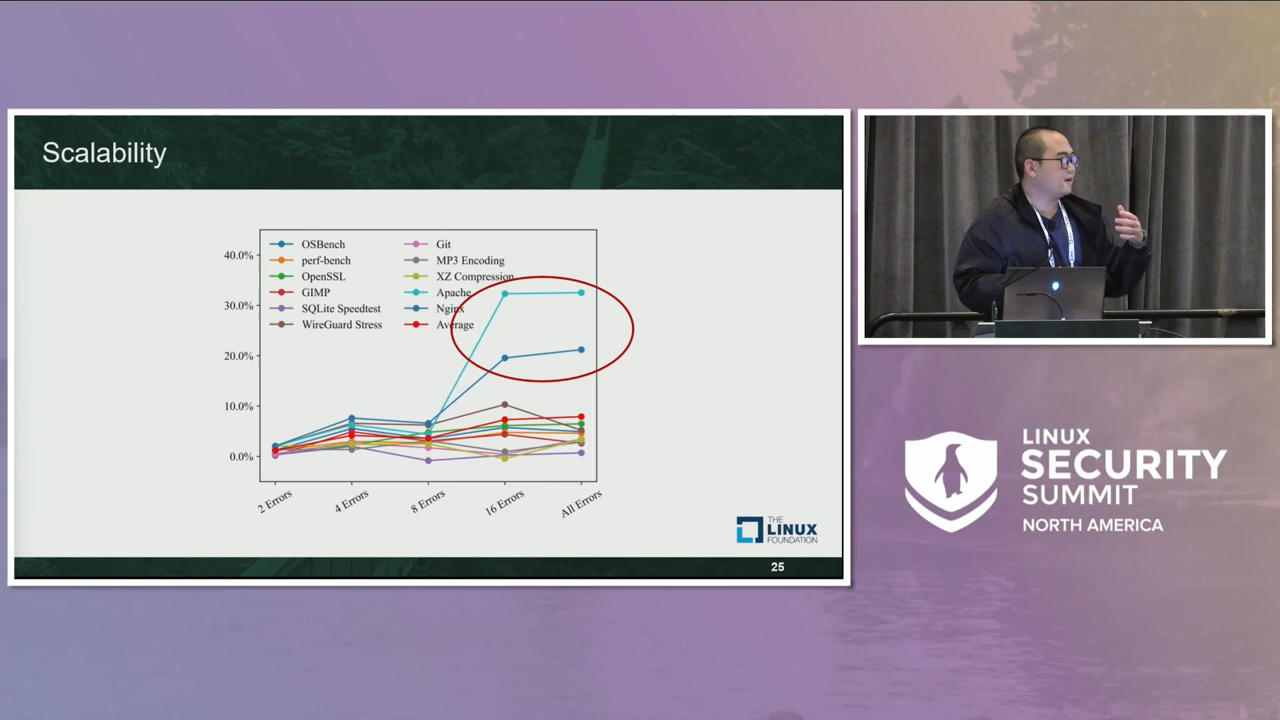 Scalability
40.0%
30.0%
20.0%
10.0%
0.0%
OSBench
perf-bench
OpenSSL
GIMP
SQLite Speedtest
WireGuard Stress
Git
MP3 Encoding
XZ Compression
Apache
Nginx
Average
2 Errors
4 Errors
8 Errors
16 Errors
All Errors
THE
LINUX
FOUNDATION
25
LINUX
SECURITY
SUMMIT
NORTH AMERICA